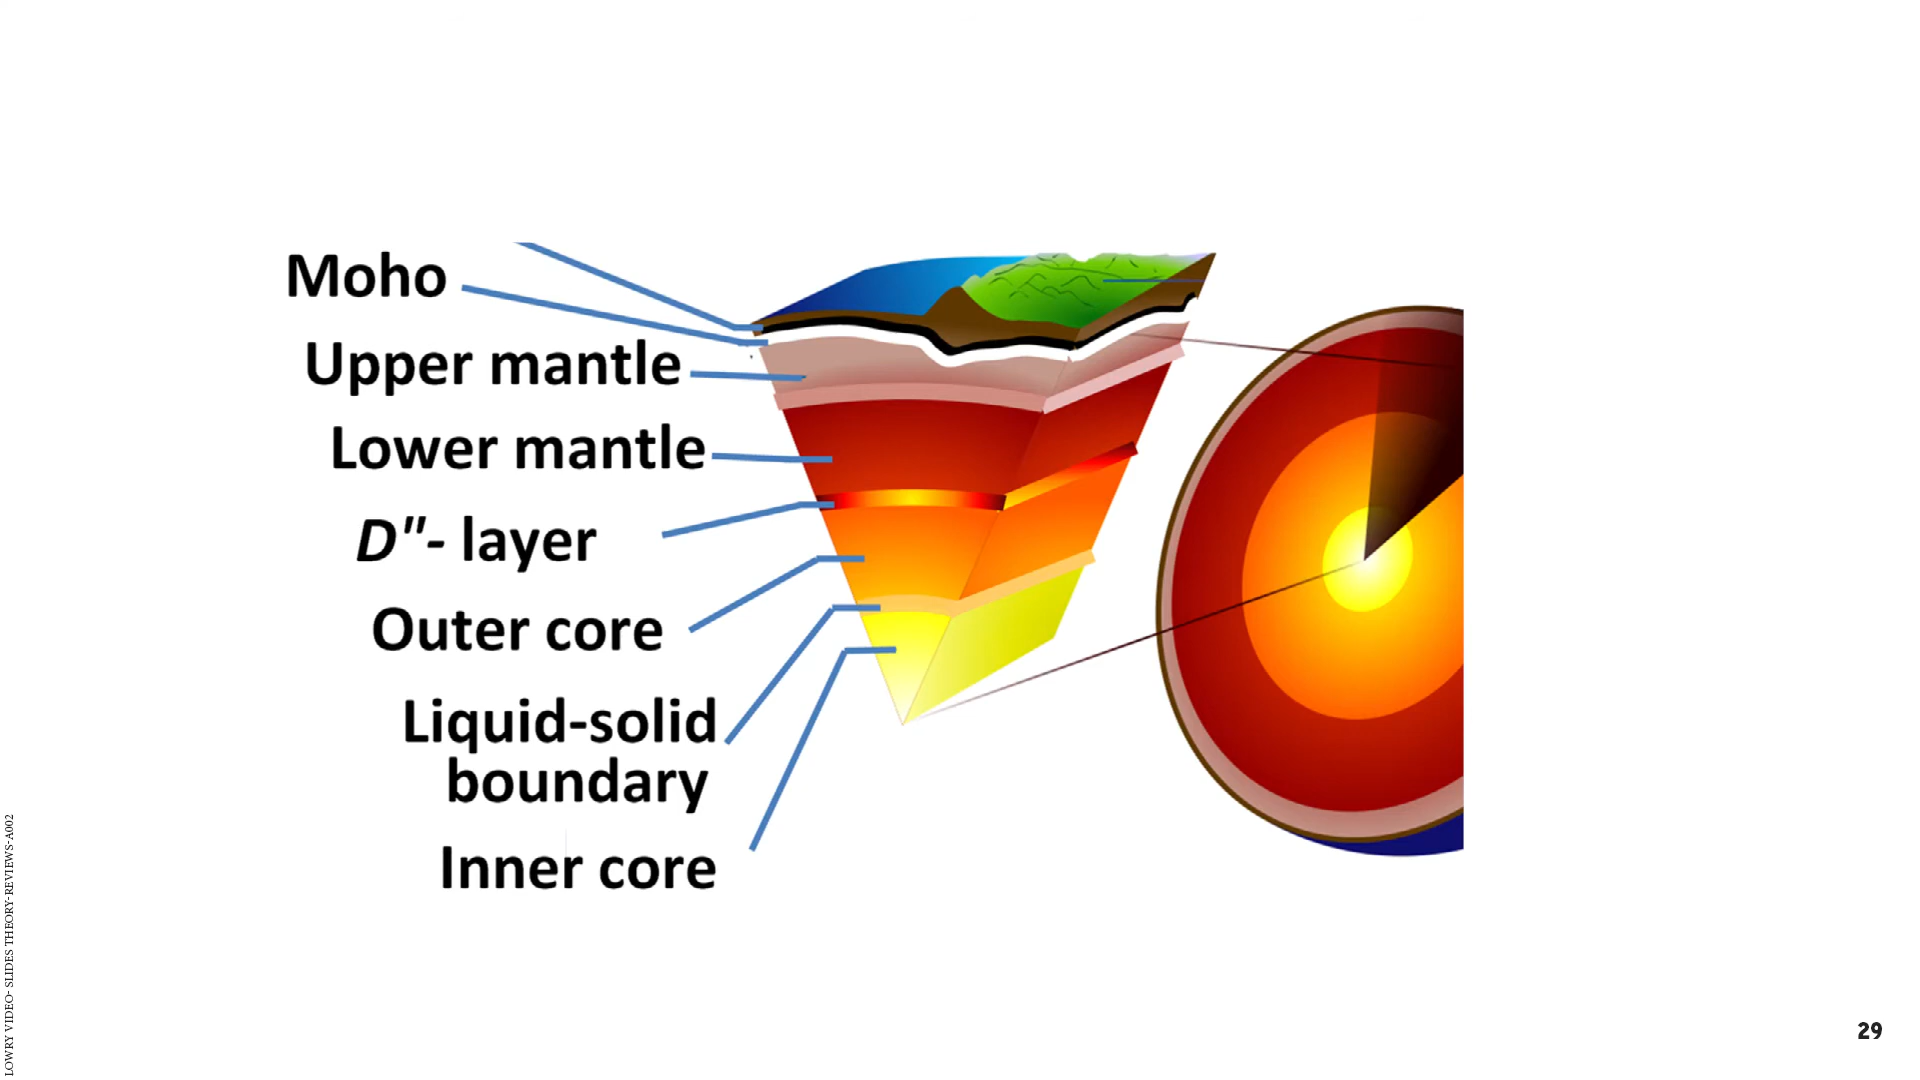 Moho
Upper mantle
Lower mantle
D"- layer
Outer core
Liquid-solid
boundary
Inner core
LOWRY VIDEO- SLIDES THEORY-REVIEWS-A002
29